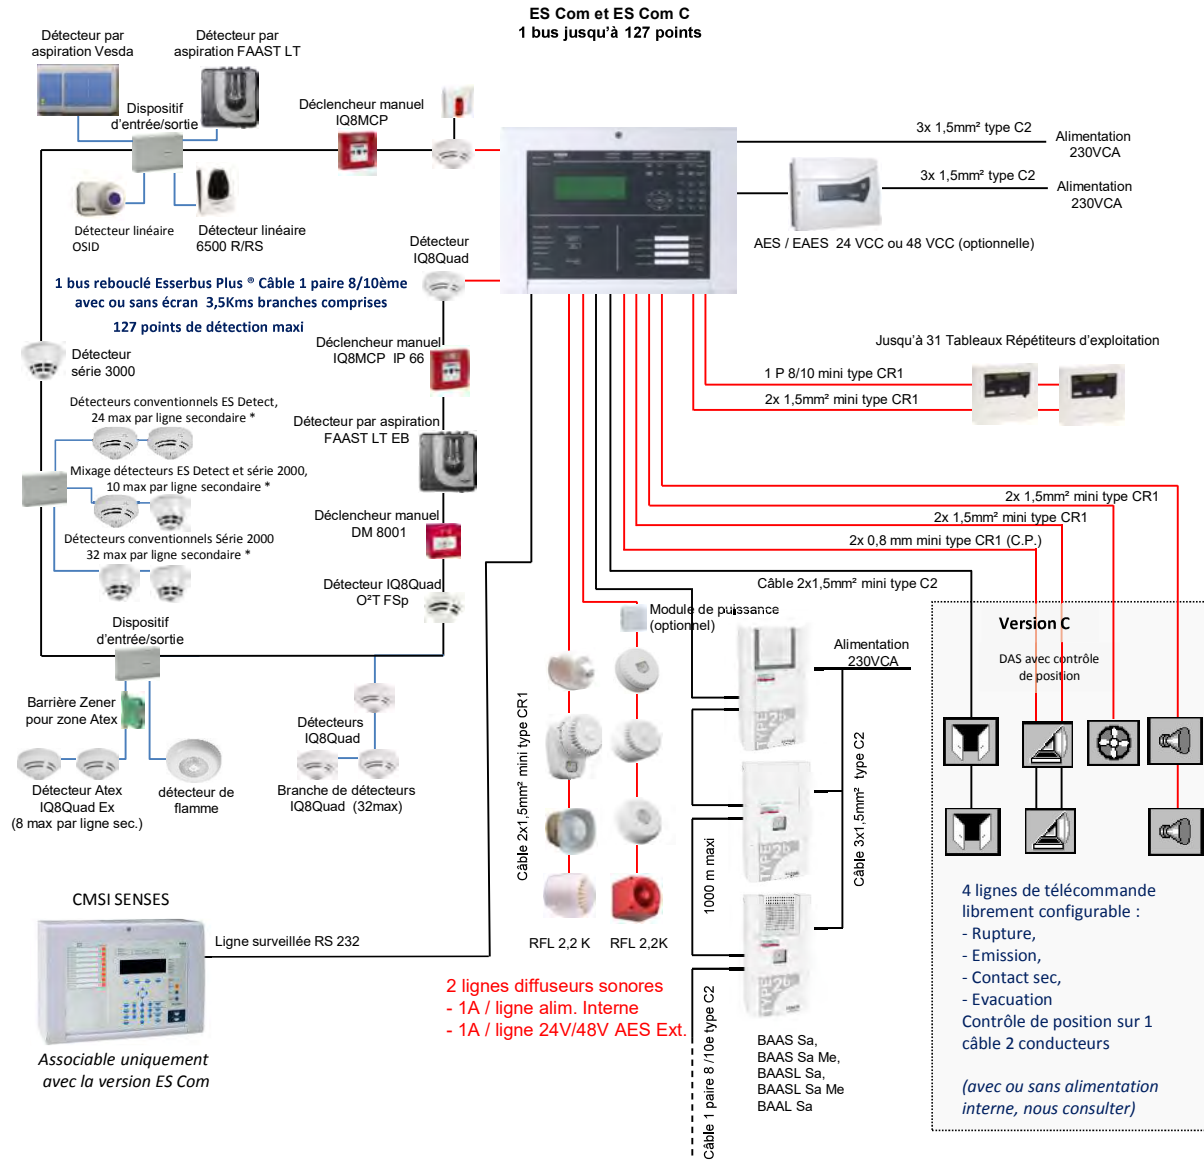 ES Com et ES Com C
1 bus jusqu'à 127 points
Détecteur par
aspiration Vesda
Détecteur par
aspiration FAAST LT
Dispositif
d'entrée/sortie
Déclencheur manuel
IQ8MCP
3x 1,5mm² type C2
Alimentation
230VCA
3x 1,5mm² type C2
Alimentation
230VCA
AES / EAES 24 VCC ou 48 VCC (optionnelle)
Détecteur linéaire
OSID
Détecteur linéaire
6500 R/RS
Détecteur
IQ8Quad
1 bus rebouclé Esserbus Plus ® Câble 1 paire 8/10ème
avec ou sans écran 3,5Kms branches comprises
127 points de détection maxi
Détecteur
série 3000
Déclencheur manuel
IQ8MCP IP 66
Jusqu'à 31 Tableaux Répétiteurs d'exploitation
1 P 8/10 mini type CR1
2x 1,5mm² mini type CR1
Détecteurs conventionnels ES Detect,
24 max par ligne secondaire *
Détecteur par aspiration
FAAST LT EB
Mixage détecteurs ES Detect et série 2000,
10 max par ligne secondaire *
Déclencheur manuel
DM 8001
Détecteurs conventionnels Série 2000
32 max par ligne secondaire *
2x 1,5mm² mini type CR1
2x 1,5mm² mini type CR1
2x 0,8 mm mini type CR1 (C.P.)
Câble 2x1,5mm² mini type C2
Détecteur IQ8Quad
O²T FSp
Dispositif
d'entrée/sortie
Module de puissance
(optionnel)
Alimentation
230VCA
Version C
DAS avec contrôle
de position
Barrière Zener
pour zone Atex
Détecteurs
IQ8Quad
Détecteur Atex
IQ8Quad Ex
(8 max par ligne sec.)
détecteur de
flamme
Branche de détecteurs
IQ8Quad (32max)
Câble 2x1,5mm² mini type CR1
TYPE 2b
TYPE 2b
TYPE 2b
1000 m maxi
Câble 3x1,5mm² type C2
RFL 2,2 K
RFL 2,2K
CMSI SENSES
Ligne surveillée RS 232
Associable uniquement
avec la version ES Com
2 lignes diffuseurs sonores
- 1A / ligne alim. Interne
- 1A / ligne 24V/48V AES Ext.
Câble 1 paire 8 /10e type C2
BAAS Sa,
BAAS Sa Me,
BAASL Sa,
BAASL Sa Me
BAAL Sa
4 lignes de télécommande
librement configurable :
- Rupture,
- Emission,
- Contact sec,
- Evacuation
Contrôle de position sur 1
câble 2 conducteurs
(avec ou sans alimentation
interne, nous consulter)